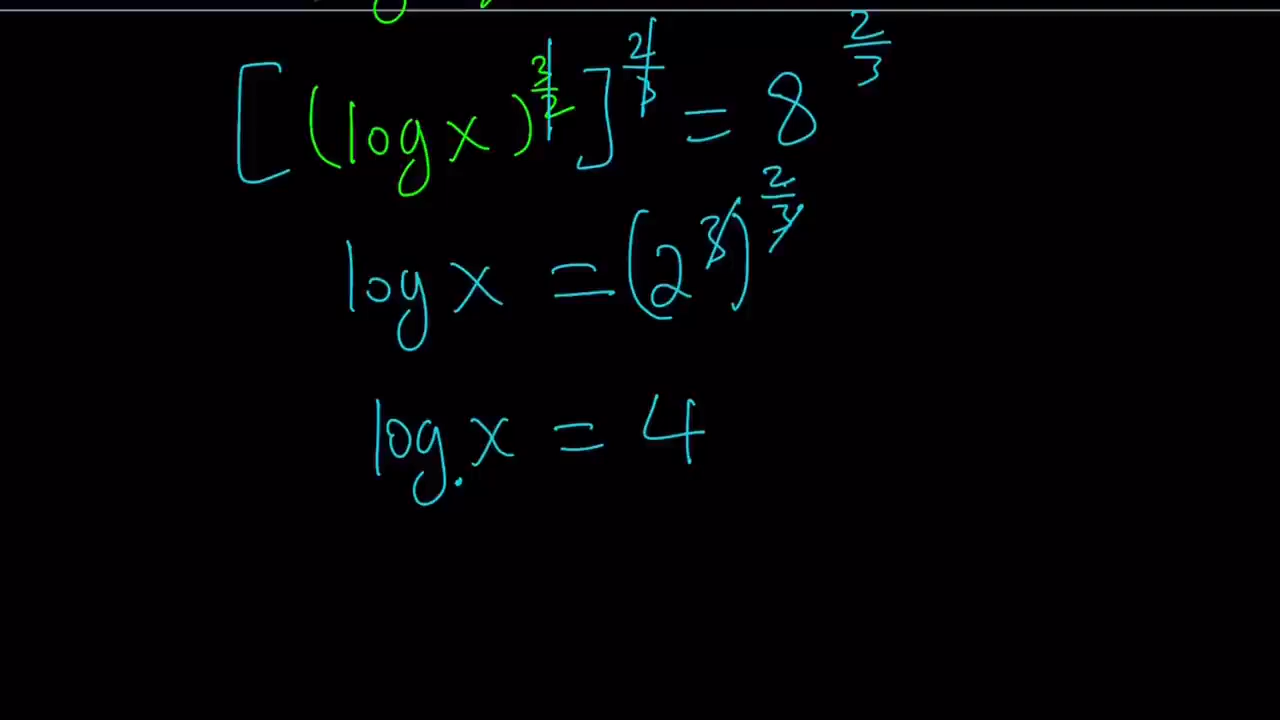 [(log x)^(3/2)]^(2/3) = 8^(2/3)
log x = (2^3)^(2/3)
log. x = 4